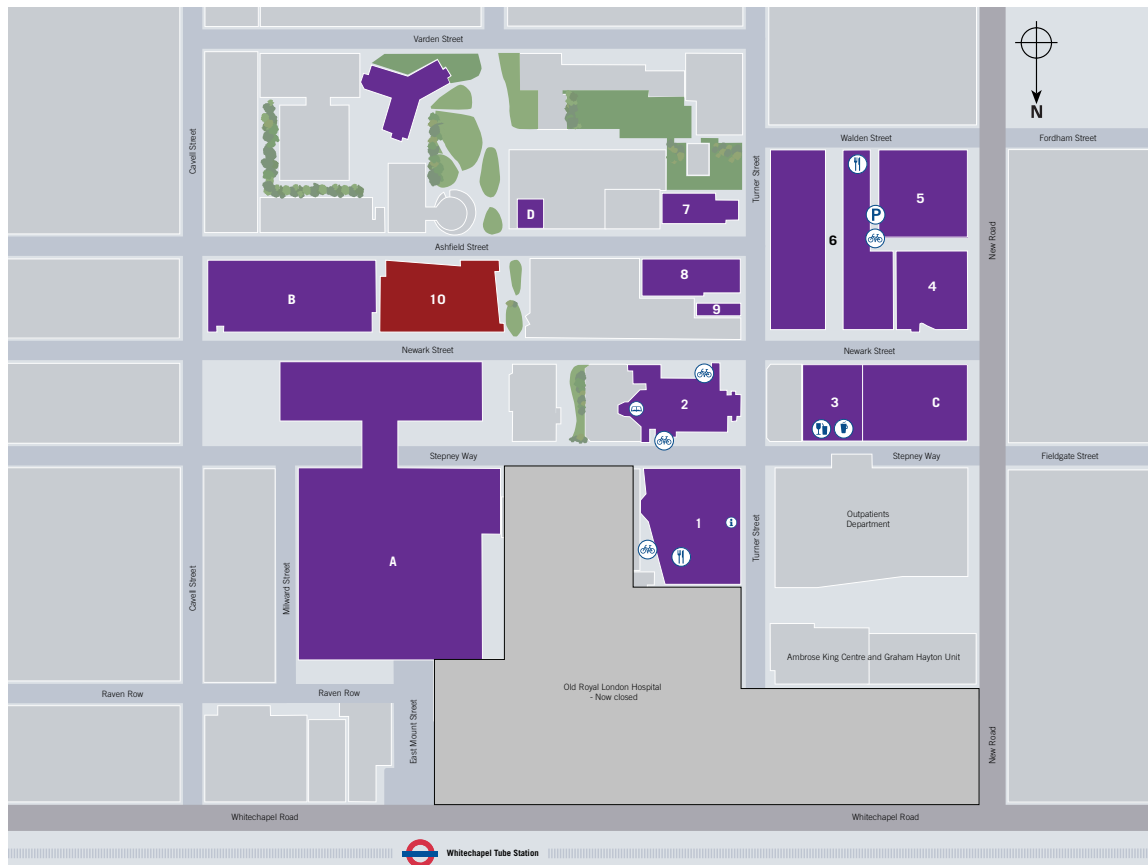 Varden Street
N
Walden Street
Fordham Street
Cavell Street
Turner Street
5
P
D
7
6
New Road
Ashfield Street
8
4
B
10
9
Newark Street
Newark Street
2
3
C
Stepney Way
Stepney Way
Fieldgate Street
1
i
Outpatients
Department
A
Turner Street
Cavell Street
Milward Street
Ambrose King Centre and Graham Hayton Unit
Old Royal London Hospital
- Now closed
Raven Row
Raven Row
East Mount Street
New Road
Whitechapel Road
Whitechapel Road
Whitechapel Tube Station